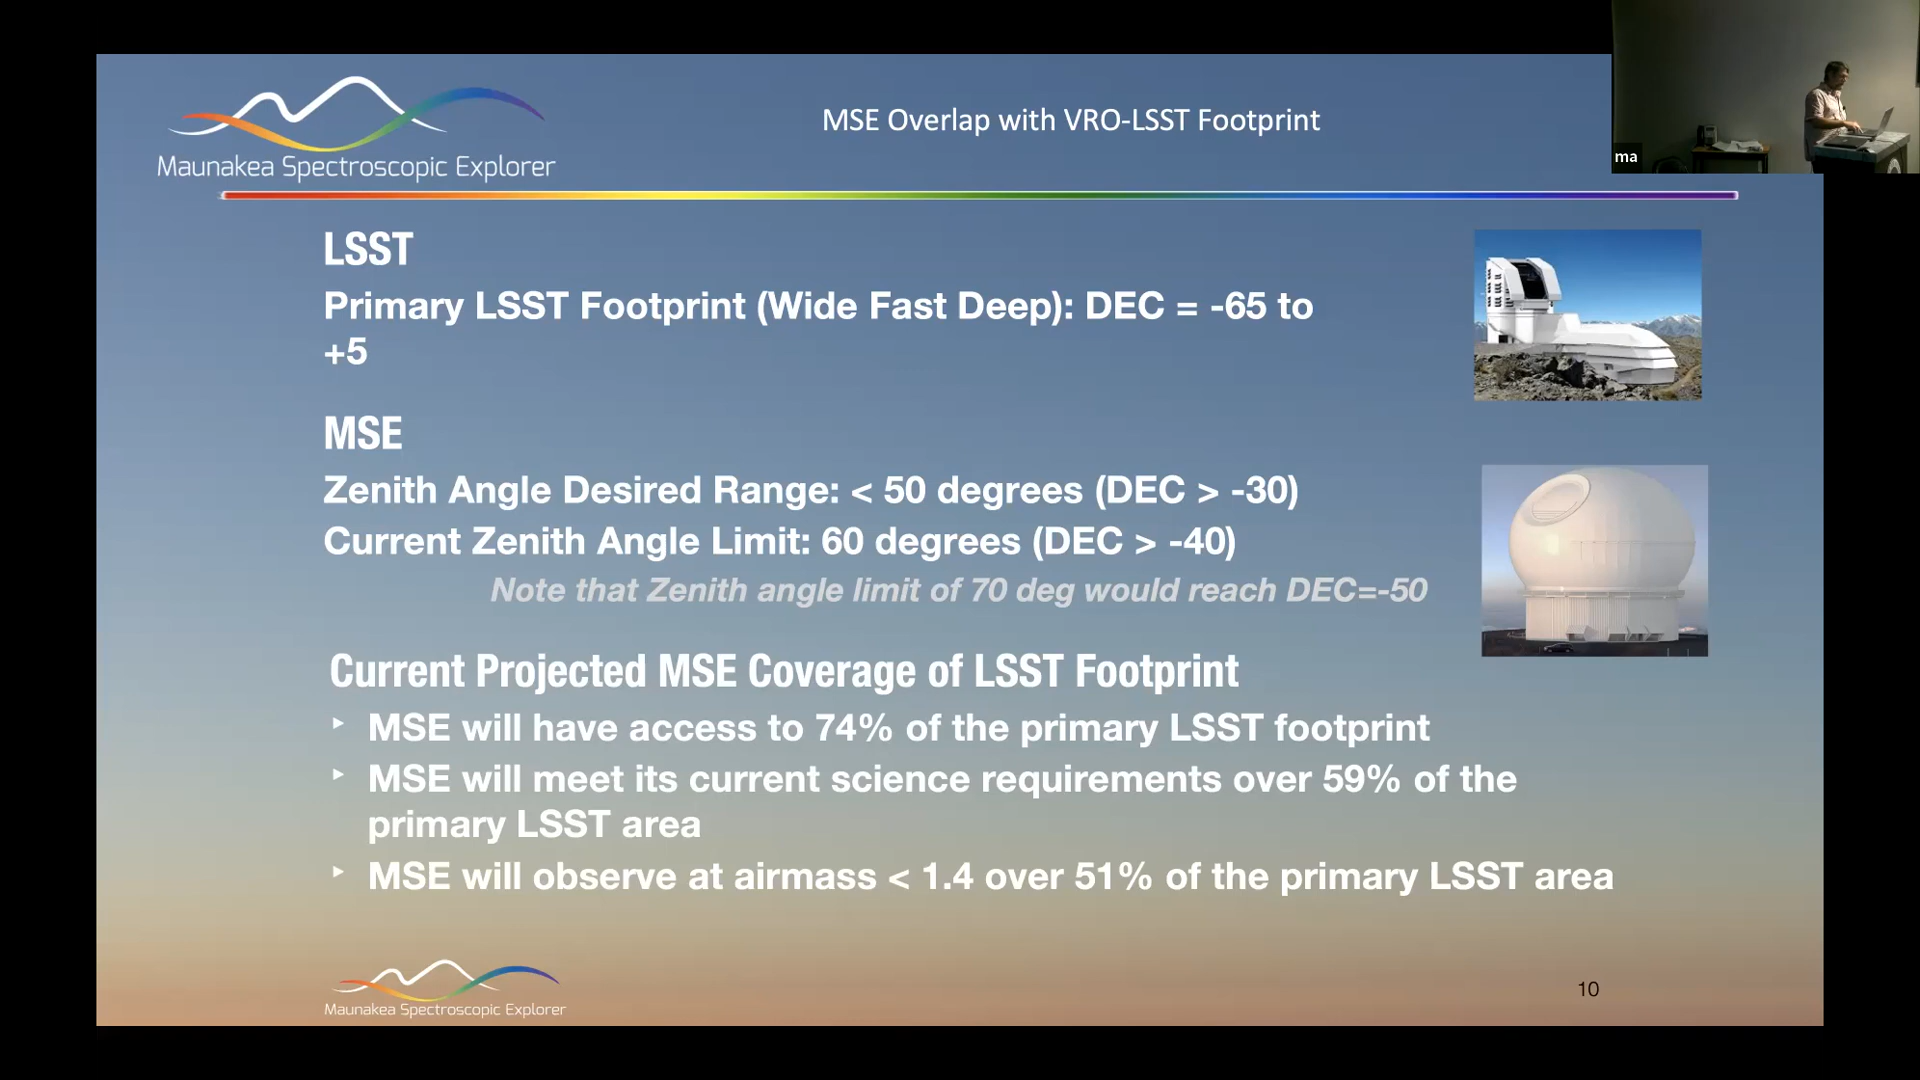 Maunakea Spectroscopic Explorer
MSE Overlap with VRO-LSST Footprint
ma
LSST
Primary LSST Footprint (Wide Fast Deep): DEC = -65 to
+5
MSE
Zenith Angle Desired Range: < 50 degrees (DEC > -30)
Current Zenith Angle Limit: 60 degrees (DEC > -40)
Note that Zenith angle limit of 70 deg would reach DEC=-50
Current Projected MSE Coverage of LSST Footprint
‣ MSE will have access to 74% of the primary LSST footprint
‣ MSE will meet its current science requirements over 59% of the
primary LSST area
‣ MSE will observe at airmass < 1.4 over 51% of the primary LSST area
Maunakea Spectroscopic Explorer
10